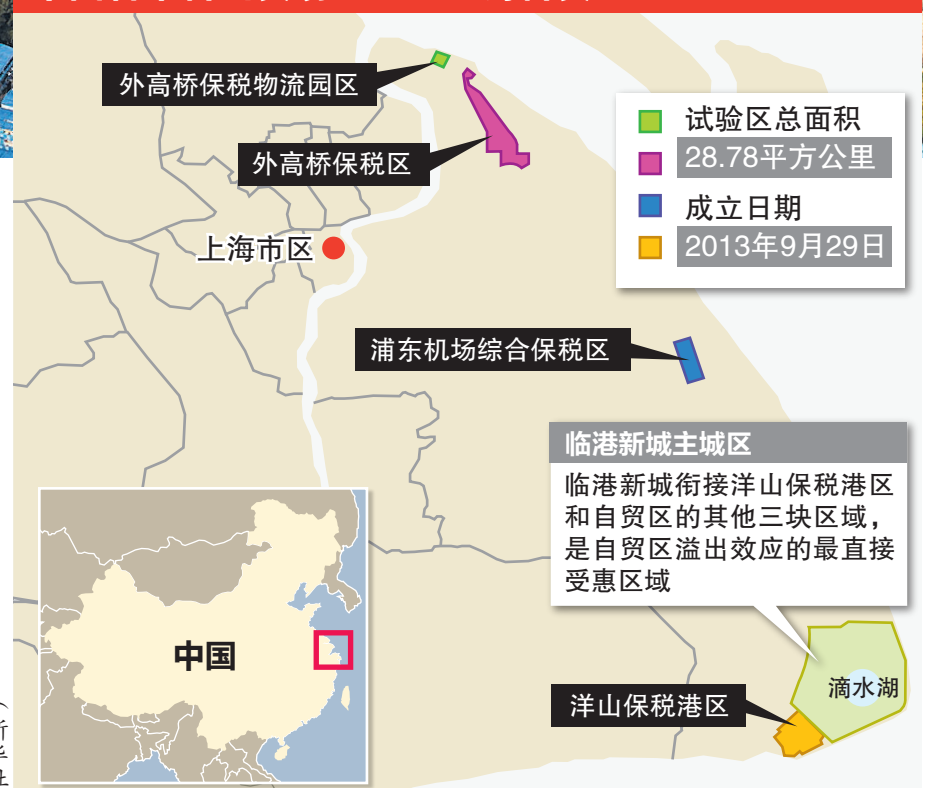 外高桥保税物流园区
外高桥保税区
试验区总面积
28.78平方公里
成立日期
2013年9月29日
上海市区
浦东机场综合保税区
临港新城主城区
临港新城衔接洋山保税港区
和自贸区的其他三块区域，
是自贸区溢出效应的最直接
受惠区域
中国
滴水湖
洋山保税港区